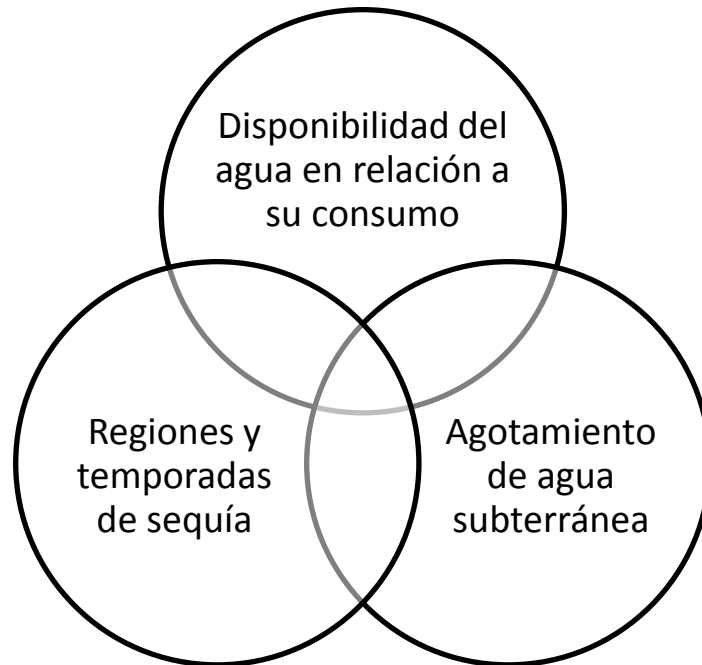 Disponibilidad del
agua en relación a
su consumo
Regiones y
temporadas
de sequía
Agotamiento
de agua
subterránea